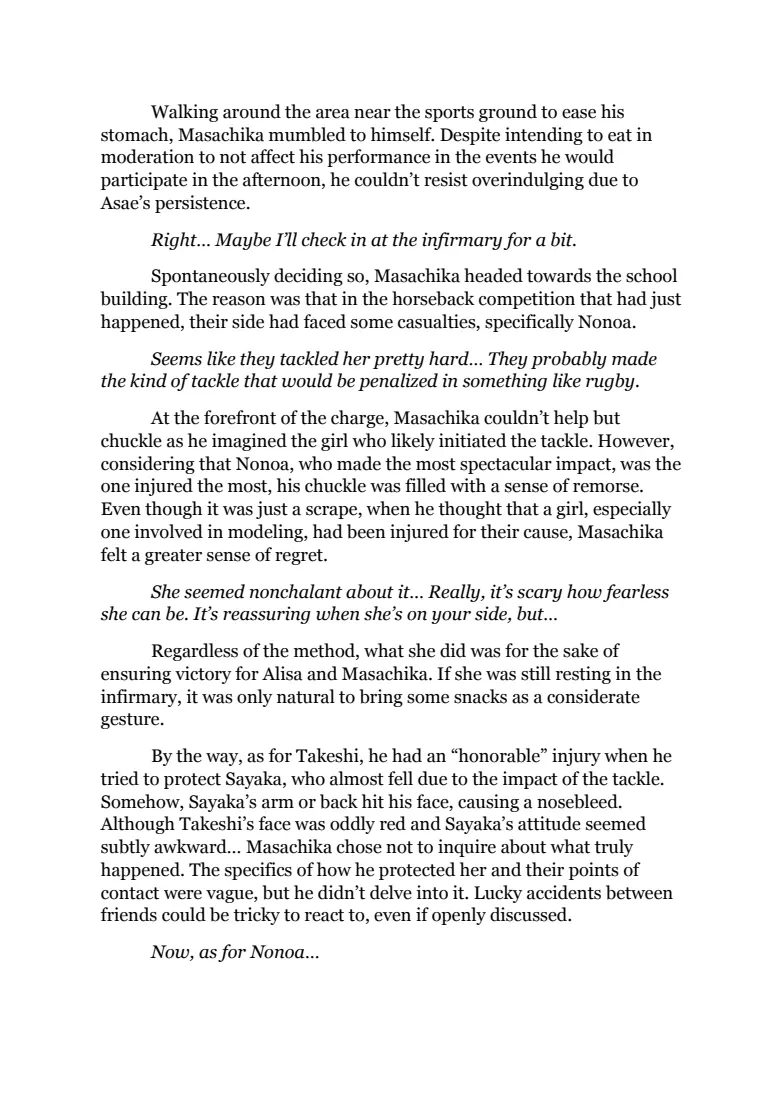 Walking around the area near the sports ground to ease his
stomach, Masachika mumbled to himself. Despite intending to eat in
moderation to not affect his performance in the events he would
participate in the afternoon, he couldn’t resist overindulging due to
Asae’s persistence.
Right… Maybe I’ll check in at the infirmary for a bit.
Spontaneously deciding so, Masachika headed towards the school
building. The reason was that in the horseback competition that had just
happened, their side had faced some casualties, specifically Nonoa.
Seems like they tackled her pretty hard… They probably made
the kind of tackle that would be penalized in something like rugby.
At the forefront of the charge, Masachika couldn’t help but
chuckle as he imagined the girl who likely initiated the tackle. However,
considering that Nonoa, who made the most spectacular impact, was the
one injured the most, his chuckle was filled with a sense of remorse.
Even though it was just a scrape, when he thought that a girl, especially
one involved in modeling, had been injured for their cause, Masachika
felt a greater sense of regret.
She seemed nonchalant about it… Really, it’s scary how fearless
she can be. It’s reassuring when she’s on your side, but…
Regardless of the method, what she did was for the sake of
ensuring victory for Alisa and Masachika. If she was still resting in the
infirmary, it was only natural to bring some snacks as a considerate
gesture.
By the way, as for Takeshi, he had an “honorable” injury when he
tried to protect Sayaka, who almost fell due to the impact of the tackle.
Somehow, Sayaka’s arm or back hit his face, causing a nosebleed.
Although Takeshi’s face was oddly red and Sayaka’s attitude seemed
subtly awkward… Masachika chose not to inquire about what truly
happened. The specifics of how he protected her and their points of
contact were vague, but he didn’t delve into it. Lucky accidents between
friends could be tricky to react to, even if openly discussed.
Now, as for Nonoa…